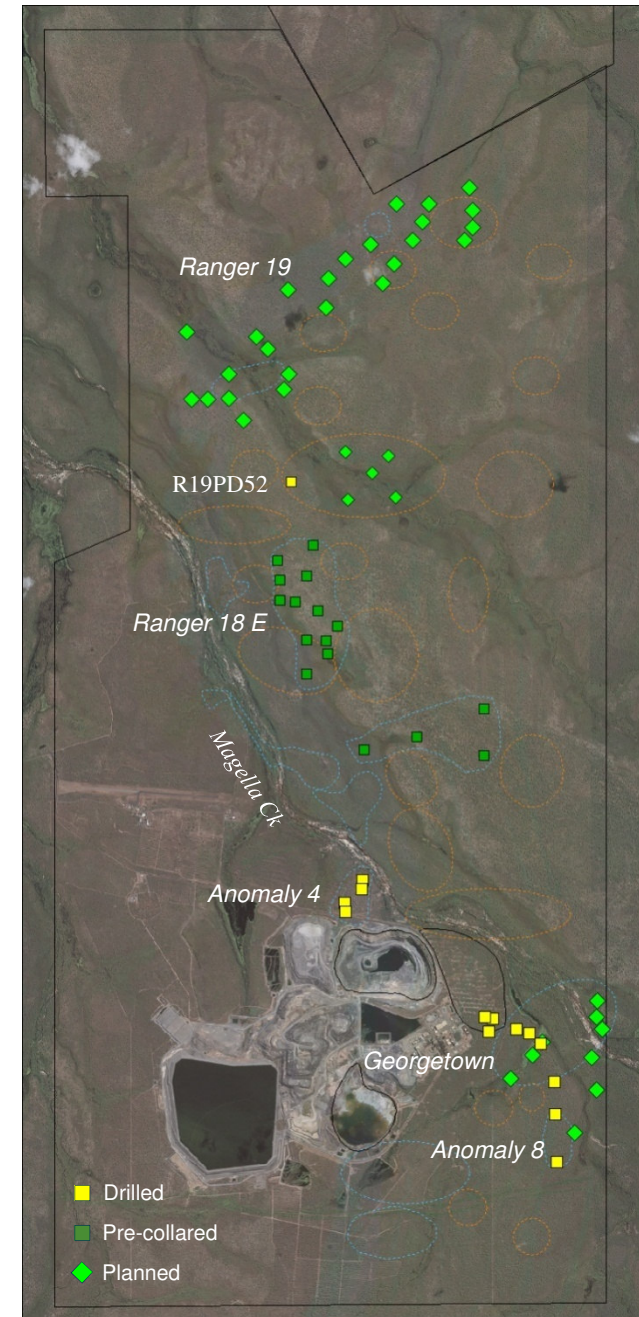 Ranger 19
R19PD52
Ranger 18 E
Magella Ck
Anomaly 4
Georgetown
Anomaly 8
Drilled
Pre-collared
Planned